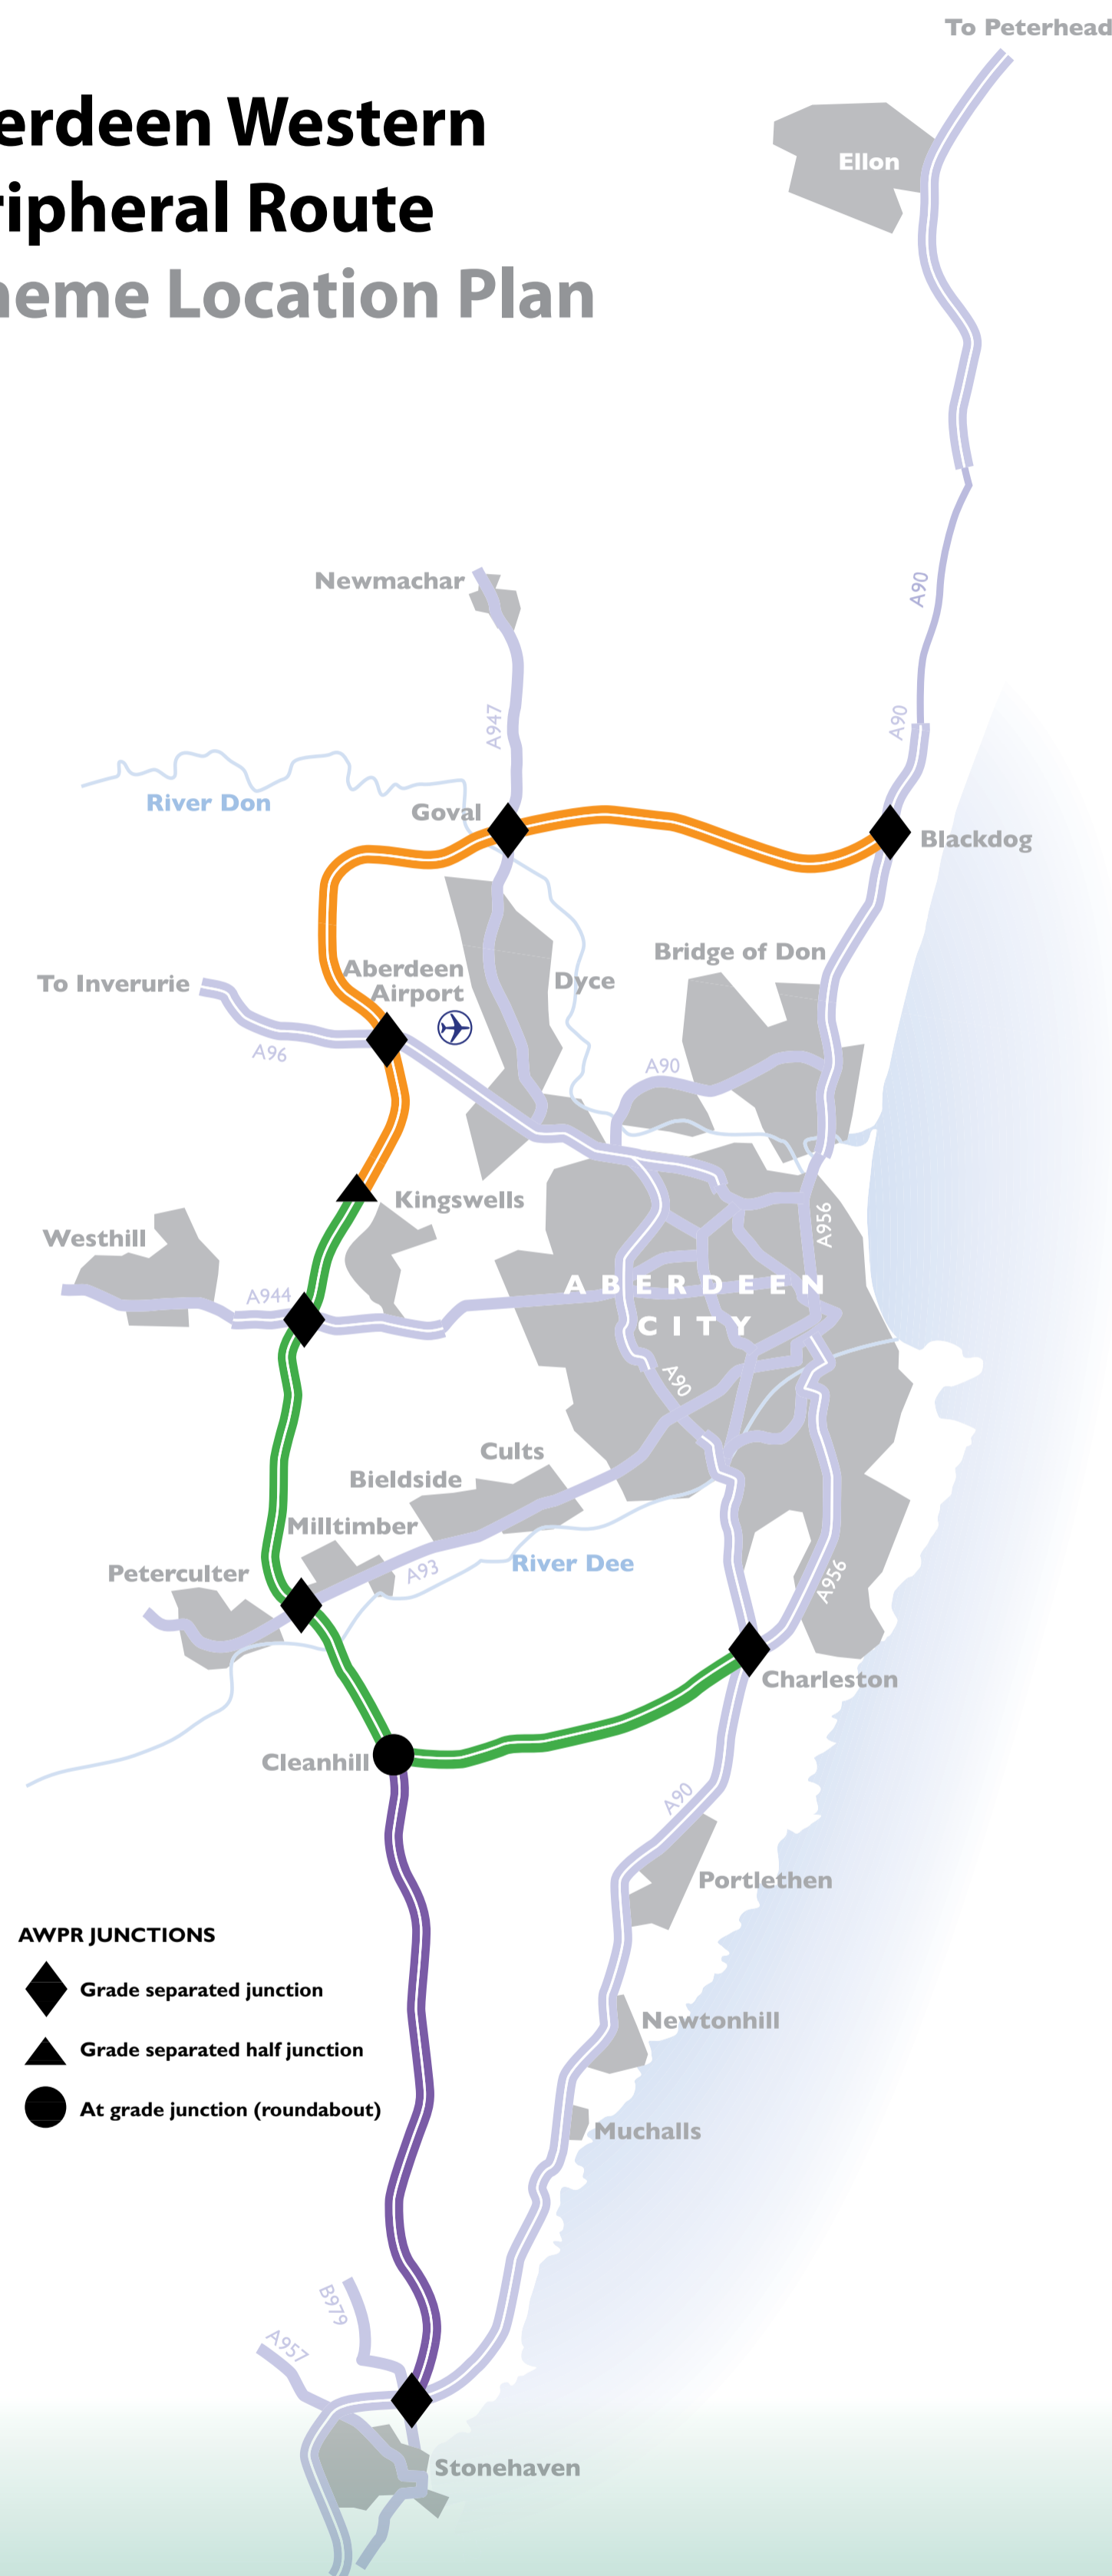 To Peterhead
erdeen Western
ripheral Route
neme Location Plan
Ellon
Newmachar
A90
A947
A90
River Don
Goval
Blackdog
Bridge of Don
Aberdeen
Airport
To Inverurie
Dyce
A96
A90
Kingswells
Westhill
A956
A944
ABERDEEN
CITY
A90
Cults
Bieldside
Milltimber
River Dee
Peterculter
A93
A956
Charleston
Cleanhill
A90
Portlethen
AWPR JUNCTIONS
Grade separated junction
Grade separated half junction
At grade junction (roundabout)
Newtonhill
Muchalls
B979
A957
Stonehaven